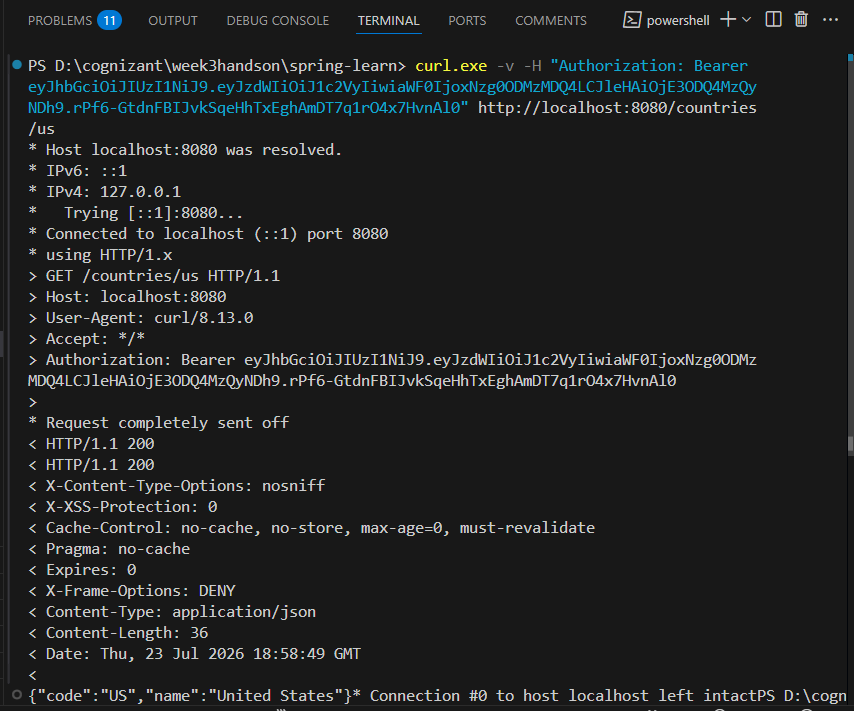 PROBLEMS 11 OUTPUT DEBUG CONSOLE TERMINAL PORTS COMMENTS powershell
PS D:\cognizant\week3handson\spring-learn> curl.exe -v -H "Authorization: Bearer
eyJhbGciOiJIUzI1NiJ9.eyJzdWIiOiJ1c2VyIiwiaWF0IjoxNzg0ODMzMDQ4LCJleHAiOjE3ODQ4MzQy
NDh9.rPf6-GtdnFBIJvkSqeHhTxEghAmDT7q1rO4x7HvnAl0" http://localhost:8080/countries
/us
* Host localhost:8080 was resolved.
* IPv6: ::1
* IPv4: 127.0.0.1
*   Trying [::1]:8080...
* Connected to localhost (::1) port 8080
* using HTTP/1.x
> GET /countries/us HTTP/1.1
> Host: localhost:8080
> User-Agent: curl/8.13.0
> Accept: */*
> Authorization: Bearer eyJhbGciOiJIUzI1NiJ9.eyJzdWIiOiJ1c2VyIiwiaWF0IjoxNzg0ODMz
MDQ4LCJleHAiOjE3ODQ4MzQyNDh9.rPf6-GtdnFBIJvkSqeHhTxEghAmDT7q1rO4x7HvnAl0
>
* Request completely sent off
< HTTP/1.1 200
< HTTP/1.1 200
< X-Content-Type-Options: nosniff
< X-XSS-Protection: 0
< Cache-Control: no-cache, no-store, max-age=0, must-revalidate
< Pragma: no-cache
< Expires: 0
< X-Frame-Options: DENY
< Content-Type: application/json
< Content-Length: 36
< Date: Thu, 23 Jul 2026 18:58:49 GMT
<
{"code":"US","name":"United States"}* Connection #0 to host localhost left intactPS D:\cogn